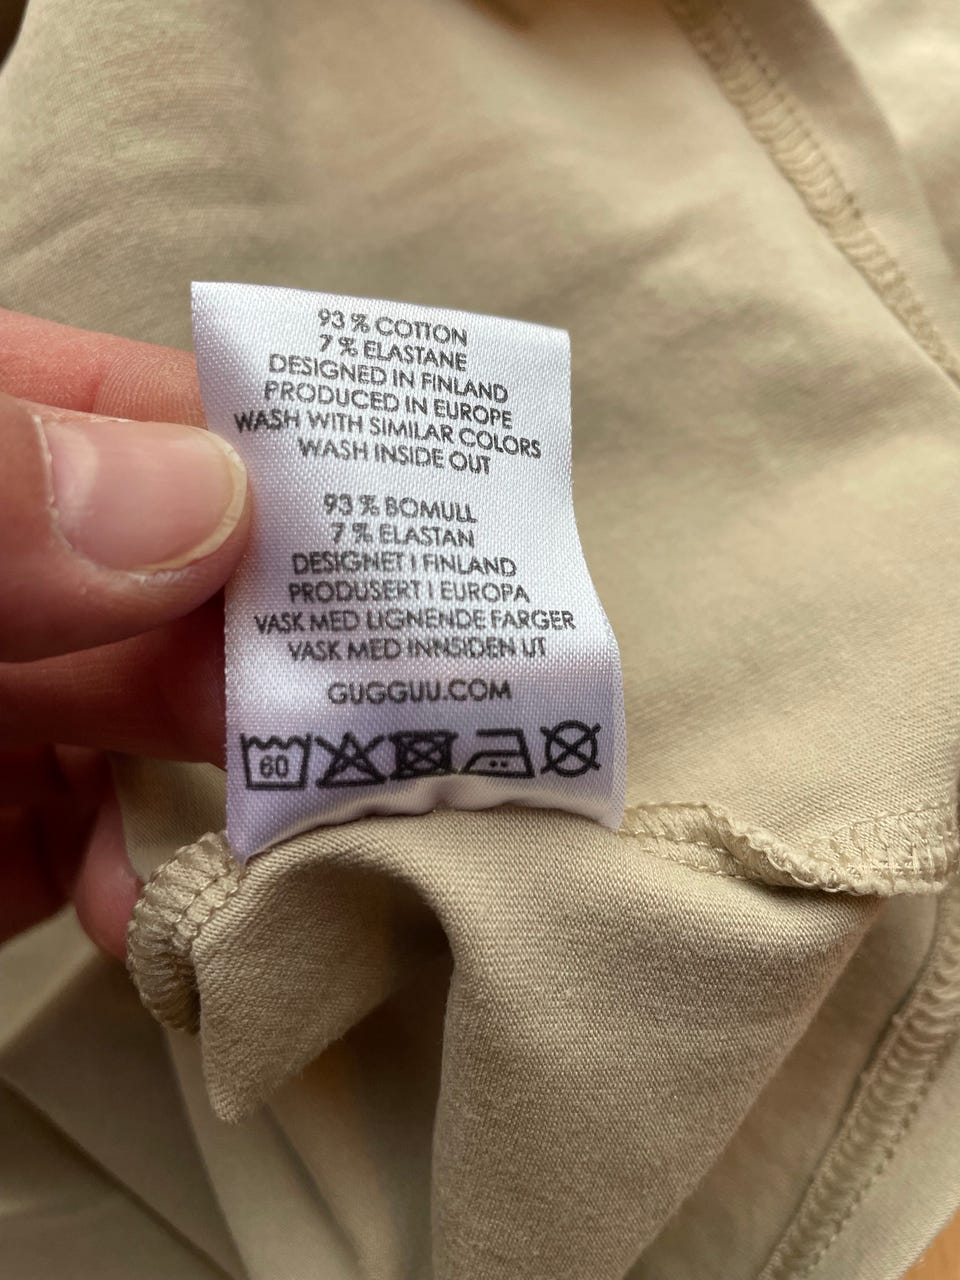 93 % COTTON
7 % ELASTANE
DESIGNED IN FINLAND
PRODUCED IN EUROPE
WASH WITH SIMILAR COLORS
WASH INSIDE OUT
93 % BOMULL
7 % ELASTAN
DESIGNET I FINLAND
PRODUSERT I EUROPA
VASK MED LIGNENDE FARGER
VASK MED INNSIDEN UT
GUGGUU.COM
60